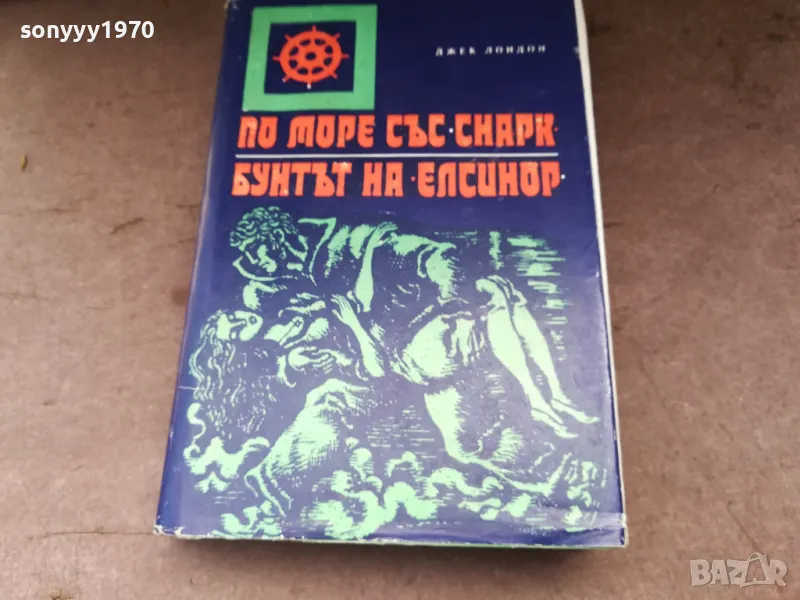 sonyyy1970
ДЖЕК ЛОНДОН
ПО МОРЕ СЪС·СНАРК·
БУНТЪТ НА·ЕЛСИНОР·
BAZAR